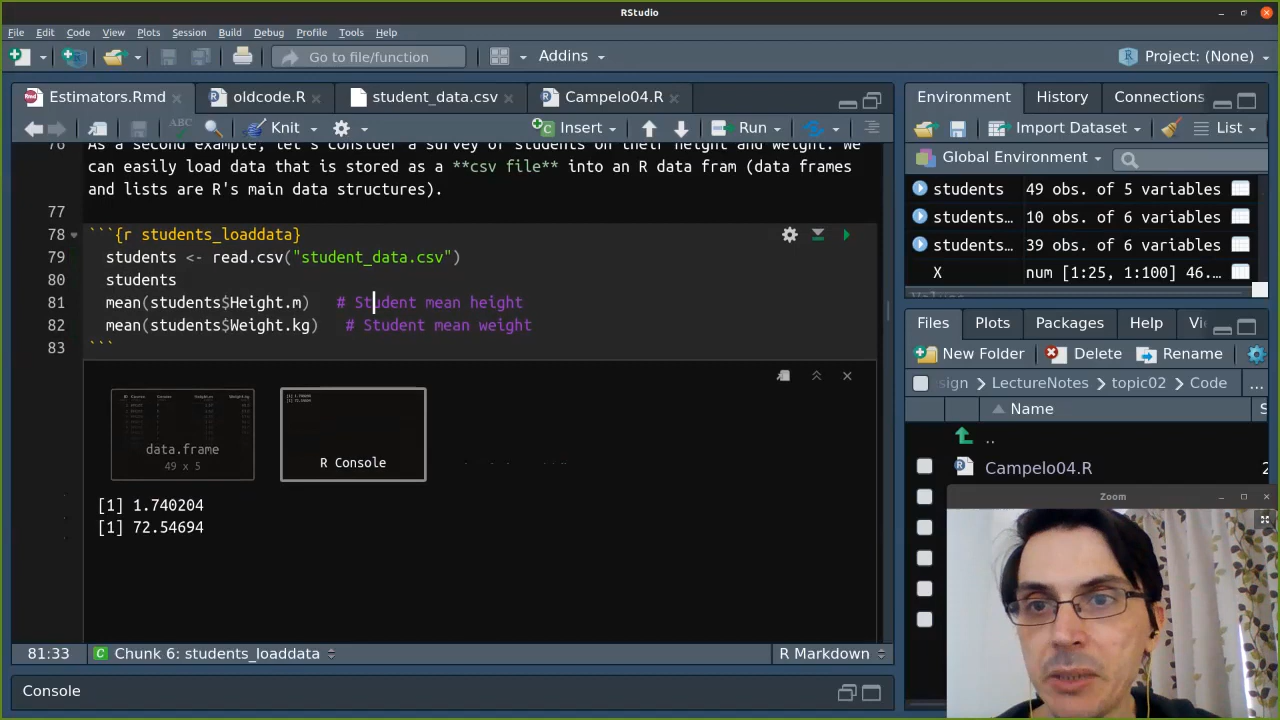 RStudio
File Edit Code View Plots Session Build Debug Profile Tools Help
Go to file/function Addins Project: (None)
Estimators.Rmd oldcode.R student_data.csv Campelo04.R
ABC Knit Insert Run
76 As a second example, let's consider a survey of students on their height and weight. We
can easily load data that is stored as a **csv file** into an R data fram (data frames
and lists are R's main data structures).
77
78 ```{r students_loaddata}
79 students <- read.csv("student_data.csv")
80 students
81 mean(students$Height.m) # Student mean height
82 mean(students$Weight.kg) # Student mean weight
83 ```
data.frame
49 x 5
R Console
[1] 1.740204
[1] 72.54694
81:33 Chunk 6: students_loaddata R Markdown
Console
Environment History Connections
Import Dataset List
Global Environment
students 49 obs. of 5 variables
students… 10 obs. of 6 variables
students… 39 obs. of 6 variables
X num [1:25, 1:100] 46.…
Values
Files Plots Packages Help Vi
New Folder Delete Rename
sign LectureNotes topic02 Code ...
Name S
..
Campelo04.R 2
Zoom